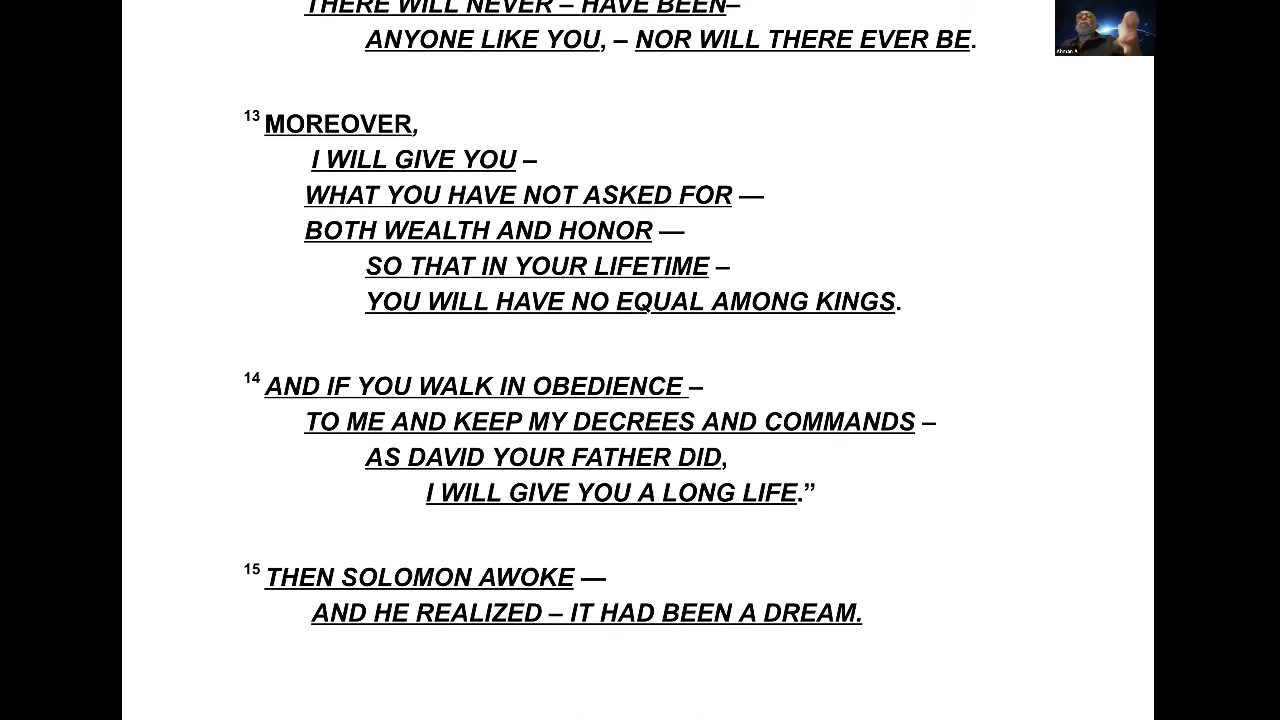 THERE WILL NEVER – HAVE BEEN–
ANYONE LIKE YOU, – NOR WILL THERE EVER BE.
13 MOREOVER,
I WILL GIVE YOU –
WHAT YOU HAVE NOT ASKED FOR —
BOTH WEALTH AND HONOR —
SO THAT IN YOUR LIFETIME –
YOU WILL HAVE NO EQUAL AMONG KINGS.
14 AND IF YOU WALK IN OBEDIENCE –
TO ME AND KEEP MY DECREES AND COMMANDS –
AS DAVID YOUR FATHER DID,
I WILL GIVE YOU A LONG LIFE.”
15 THEN SOLOMON AWOKE —
AND HE REALIZED – IT HAD BEEN A DREAM.